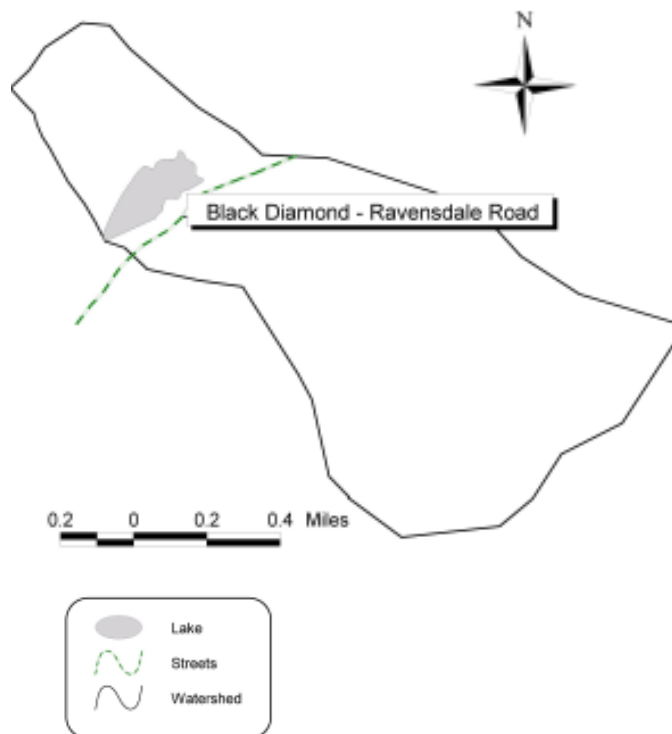 N
Black Diamond - Ravensdale Road
0.2 0 0.2 0.4 Miles
Lake
Streets
Watershed